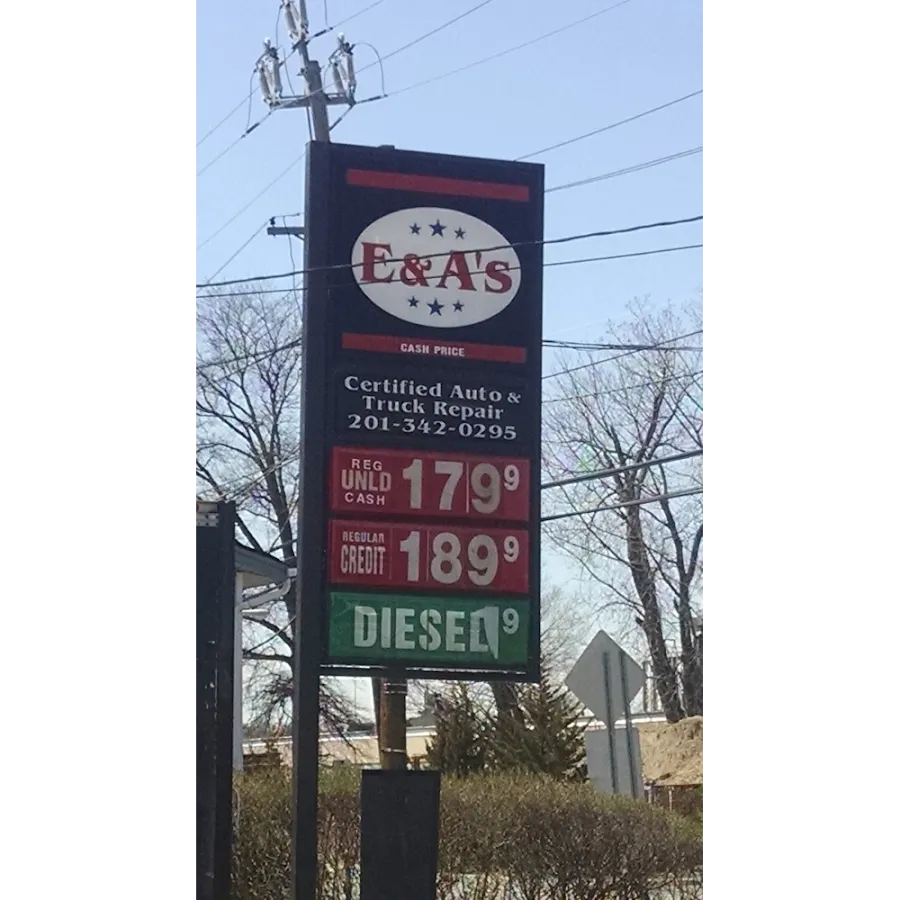 E&A's
CASH PRICE
Certified Auto &
Truck Repair
201-342-0295
REG
UNLD
CASH
179 9
REGULAR
CREDIT
189 9
DIESEL 9